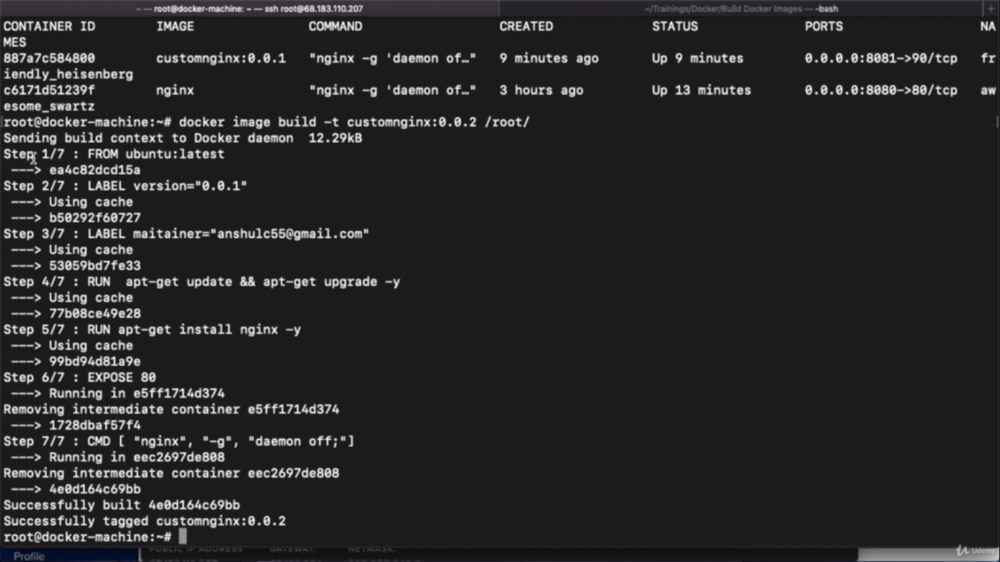 ~ — root@docker-machine: ~ — ssh root@68.183.110.207
~/Trainings/Docker/Build Docker Images — -bash
+
CONTAINER ID        IMAGE               COMMAND                  CREATED             STATUS              PORTS                  NA
MES
887a7c584800        customnginx:0.0.1   "nginx -g 'daemon of…"   9 minutes ago       Up 9 minutes        0.0.0.0:8081->90/tcp   fr
iendly_heisenberg
c6171d51239f        nginx               "nginx -g 'daemon of…"   3 hours ago         Up 13 minutes       0.0.0.0:8080->80/tcp   aw
esome_swartz
root@docker-machine:~# docker image build -t customnginx:0.0.2 /root/
Sending build context to Docker daemon  12.29kB
Step 1/7 : FROM ubuntu:latest
 ---> ea4c82dcd15a
Step 2/7 : LABEL version="0.0.1"
 ---> Using cache
 ---> b50292f60727
Step 3/7 : LABEL maitainer="anshulc55@gmail.com"
 ---> Using cache
 ---> 53059bd7fe33
Step 4/7 : RUN  apt-get update && apt-get upgrade -y
 ---> Using cache
 ---> 77b08ce49e28
Step 5/7 : RUN apt-get install nginx -y
 ---> Using cache
 ---> 99bd94d81a9e
Step 6/7 : EXPOSE 80
 ---> Running in e5ff1714d374
Removing intermediate container e5ff1714d374
 ---> 1728dbaf57f4
Step 7/7 : CMD [ "nginx", "-g", "daemon off;"]
 ---> Running in eec2697de808
Removing intermediate container eec2697de808
 ---> 4e0d164c69bb
Successfully built 4e0d164c69bb
Successfully tagged customnginx:0.0.2
root@docker-machine:~#
PUBLIC IP ADDRESS GATEWAY: NETMASK:
Profile
Udemy